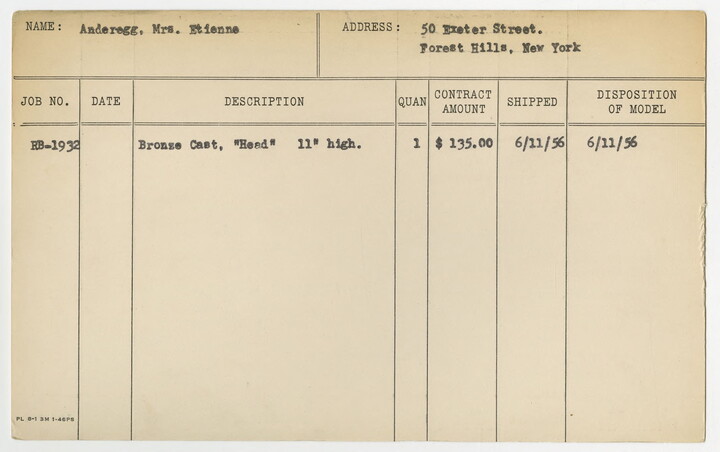 NAME: Anderegg, Mrs. Etienne ADDRESS: 50 Exeter Street.
Forest Hills, New York
JOB NO. DATE DESCRIPTION QUAN CONTRACT AMOUNT SHIPPED DISPOSITION OF MODEL
RB-1932 Bronze Cast, "Head" 11" high. 1 $ 135.00 6/11/56 6/11/56